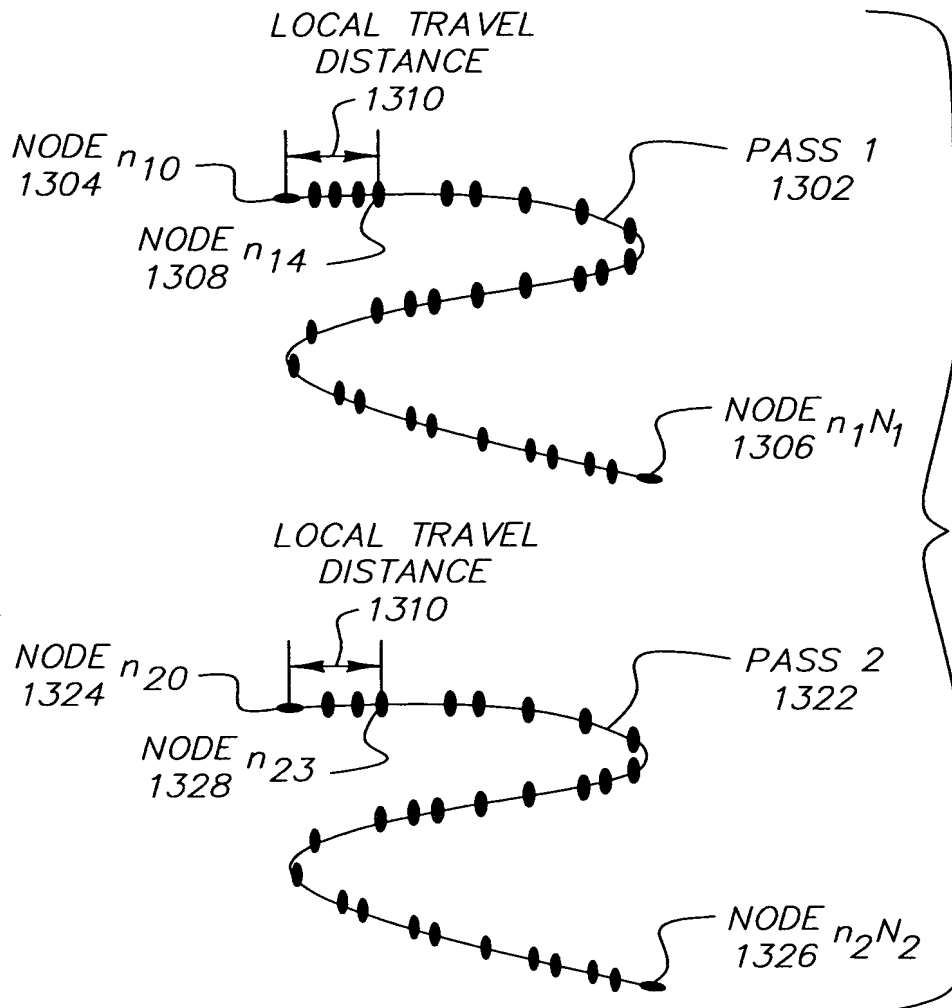 LOCAL TRAVEL
DISTANCE
1310
NODE n10
1304
PASS 1
1302
NODE n14
1308
NODE n1N1
1306
LOCAL TRAVEL
DISTANCE
1310
NODE n20
1324
PASS 2
1322
NODE n23
1328
NODE n2N2
1326